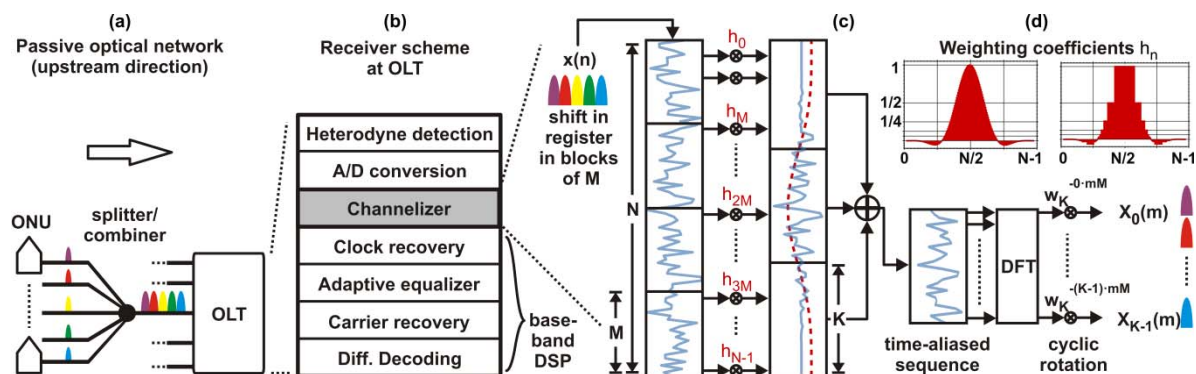 (a)
Passive optical network
(upstream direction)
ONU
splitter/
combiner
OLT
(b)
Receiver scheme
at OLT
Heterodyne detection
A/D conversion
Channelizer
Clock recovery
Adaptive equalizer
Carrier recovery
Diff. Decoding
base-
band
DSP
(c)
x(n)
shift in
register
in blocks
of M
N
M
h0
hM
h2M
h3M
hN-1
K
time-aliased
sequence
DFT
wK-0·mM
wK-(K-1)·mM
cyclic
rotation
X0(m)
XK-1(m)
(d)
Weighting coefficients hn
1
1/2
1/4
0
N/2
N-1
0
N/2
N-1